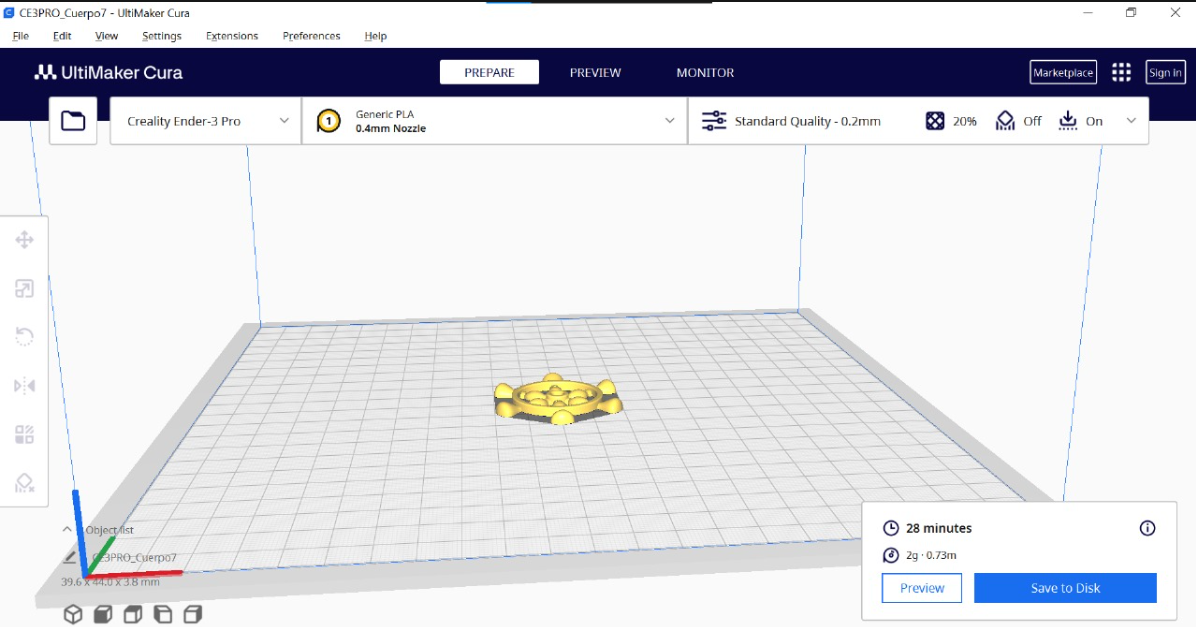 CE3PRO_Cuerpo7 - UltiMaker Cura
File Edit View Settings Extensions Preferences Help
UltiMaker Cura PREPARE PREVIEW MONITOR Marketplace Sign in
Creality Ender-3 Pro
1 Generic PLA
0.4mm Nozzle
Standard Quality - 0.2mm 20% Off On
Object list
CE3PRO_Cuerpo7
39.6 x 44.0 x 3.8 mm
28 minutes
2g · 0.73m
Preview Save to Disk